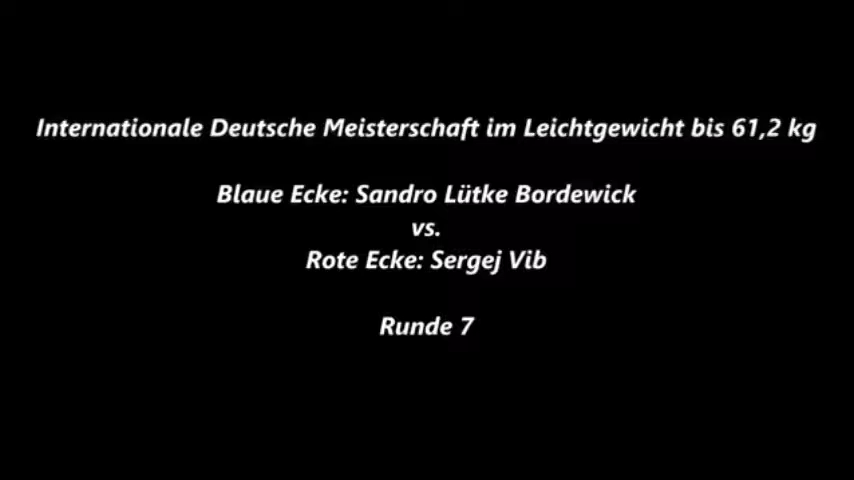 Internationale Deutsche Meisterschaft im Leichtgewicht bis 61,2 kg
Blaue Ecke: Sandro Lütke Bordewick
vs.
Rote Ecke: Sergej Vib
Runde 7